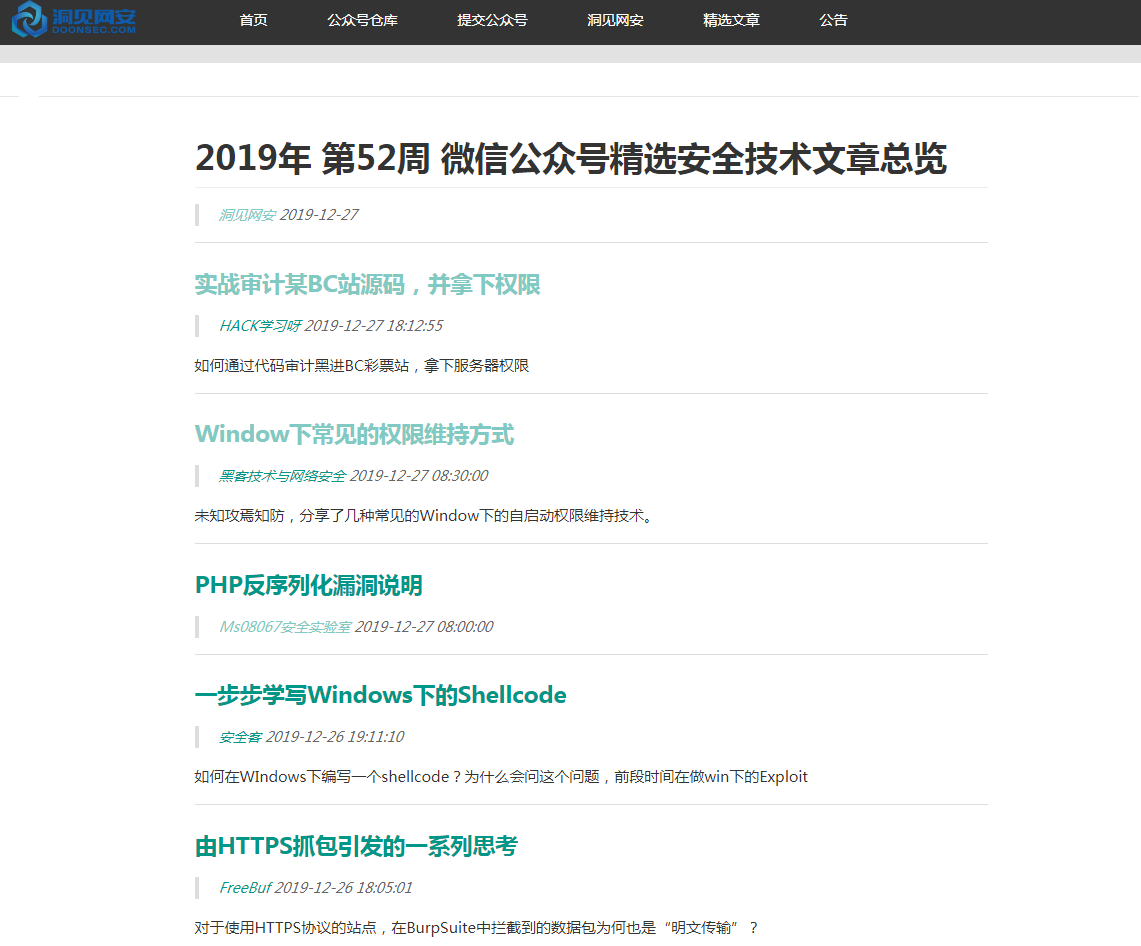 洞见网安
DOONSEC.COM
首页 公众号仓库 提交公众号 洞见网安 精选文章 公告
2019年 第52周 微信公众号精选安全技术文章总览
洞见网安 2019-12-27
实战审计某BC站源码，并拿下权限
HACK学习呀 2019-12-27 18:12:55
如何通过代码审计黑进BC彩票站，拿下服务器权限
Window下常见的权限维持方式
黑客技术与网络安全 2019-12-27 08:30:00
未知攻焉知防，分享了几种常见的Window下的自启动权限维持技术。
PHP反序列化漏洞说明
Ms08067安全实验室 2019-12-27 08:00:00
一步步学写Windows下的Shellcode
安全客 2019-12-26 19:11:10
如何在WIndows下编写一个shellcode？为什么会问这个问题，前段时间在做win下的Exploit
由HTTPS抓包引发的一系列思考
FreeBuf 2019-12-26 18:05:01
对于使用HTTPS协议的站点，在BurpSuite中拦截到的数据包为何也是“明文传输”？